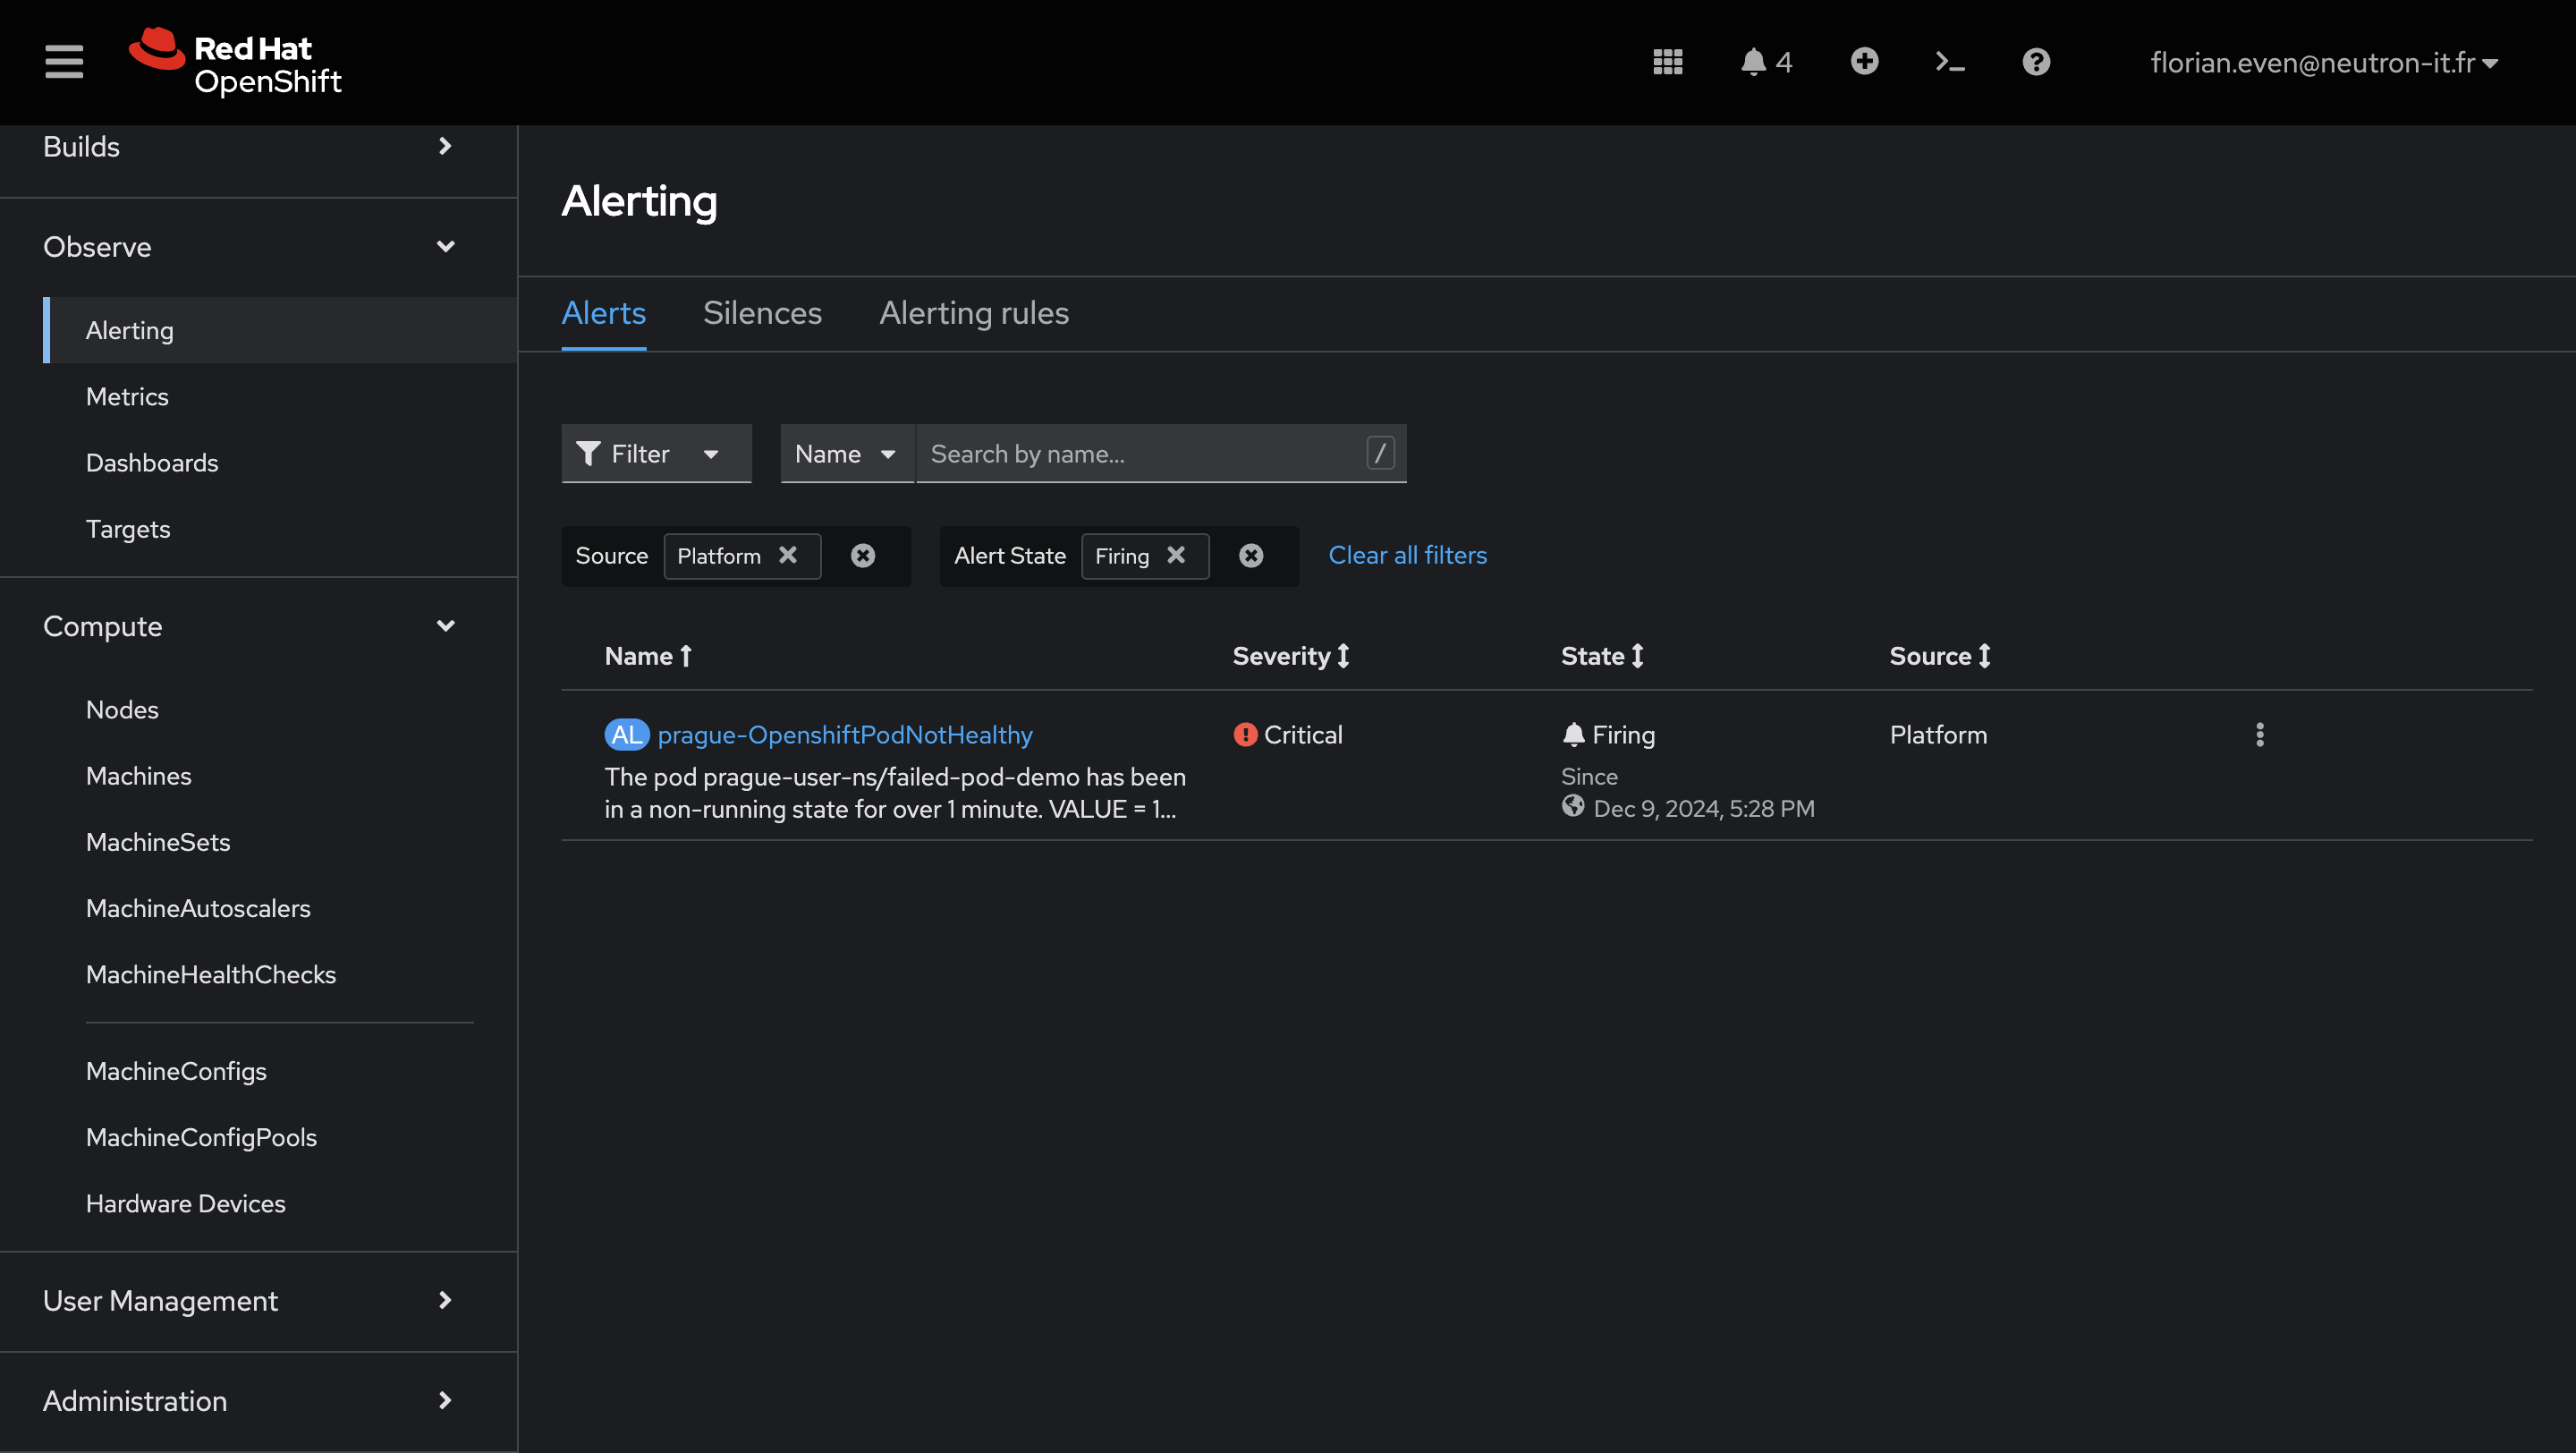 Red Hat
OpenShift
4
florian.even@neutron-it.fr
Builds
Observe
Alerting
Metrics
Dashboards
Targets
Compute
Nodes
Machines
MachineSets
MachineAutoscalers
MachineHealthChecks
MachineConfigs
MachineConfigPools
Hardware Devices
User Management
Administration
Alerting
Alerts Silences Alerting rules
Filter Name Search by name... /
Source Platform Alert State Firing Clear all filters
Name Severity State Source
AL prague-OpenshiftPodNotHealthy Critical Firing Platform
The pod prague-user-ns/failed-pod-demo has been Since
in a non-running state for over 1 minute. VALUE = 1... Dec 9, 2024, 5:28 PM